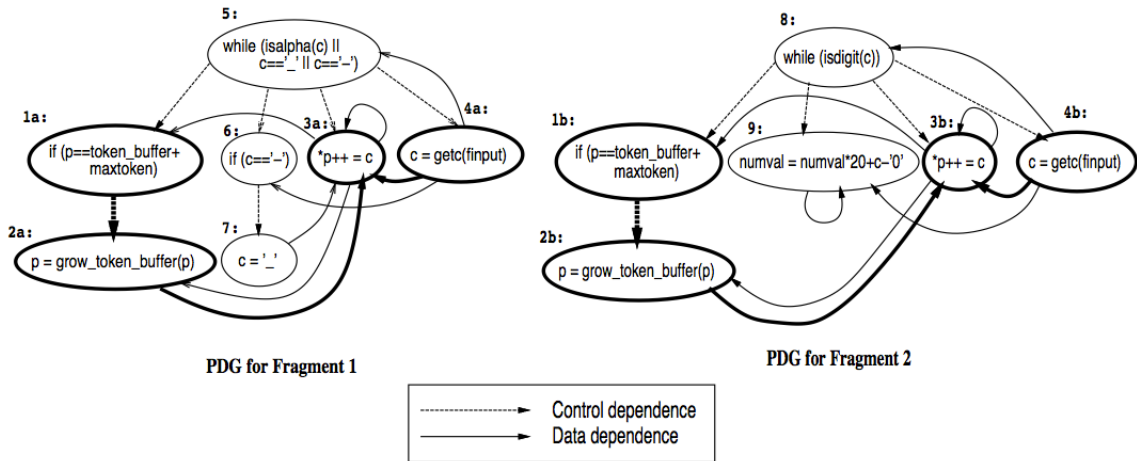 5:
while (isalpha(c) ||
c=='_' || c=='–')
1a:
if (p==token_buffer+
maxtoken)
6:
if (c=='–')
3a:
*p++ = c
4a:
c = getc(finput)
2a:
p = grow_token_buffer(p)
7:
c = '_'
PDG for Fragment 1
8:
while (isdigit(c))
1b:
if (p==token_buffer+
maxtoken)
9:
numval = numval*20+c–'0'
3b:
*p++ = c
4b:
c = getc(finput)
2b:
p = grow_token_buffer(p)
PDG for Fragment 2
Control dependence
Data dependence